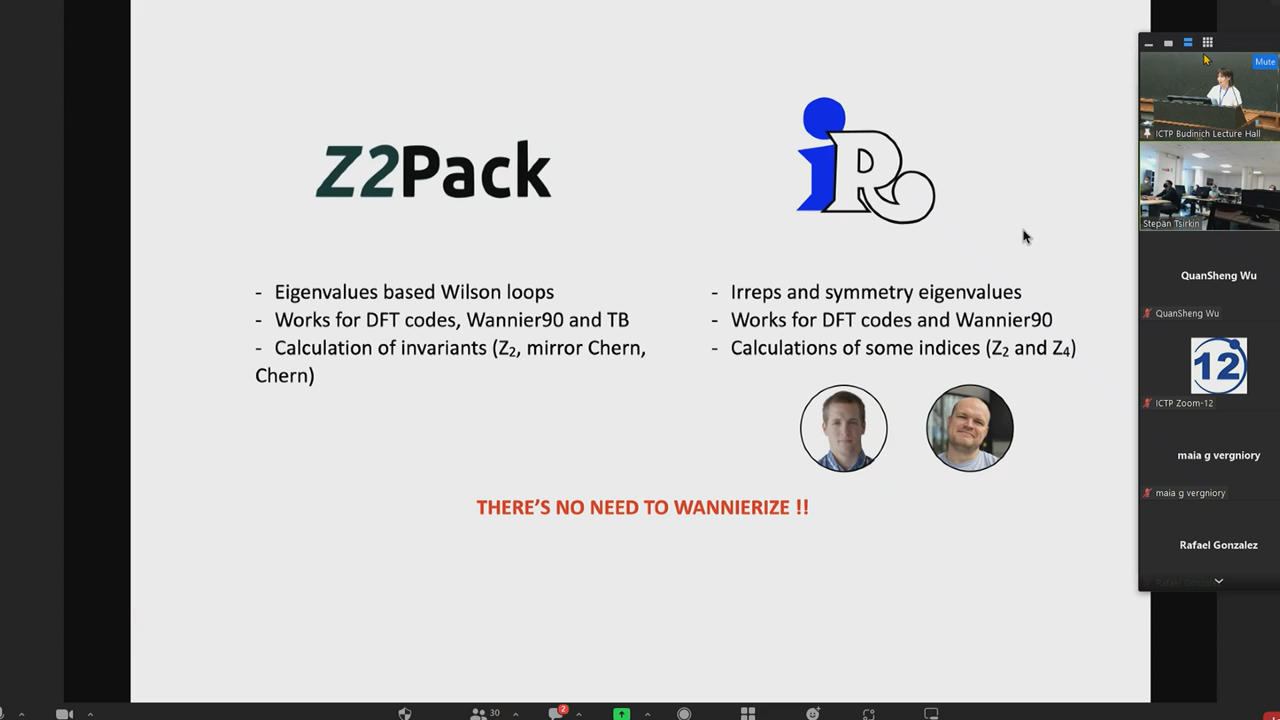 Z2Pack
iR
- Eigenvalues based Wilson loops
- Works for DFT codes, Wannier90 and TB
- Calculation of invariants (Z₂, mirror Chern,
Chern)
- Irreps and symmetry eigenvalues
- Works for DFT codes and Wannier90
- Calculations of some indices (Z₂ and Z₄)
THERE'S NO NEED TO WANNIERIZE !!
Mute
ICTP Budinich Lecture Hall
Stepan Tsirkin
QuanSheng Wu
QuanSheng Wu
12
ICTP Zoom-12
maia g vergniory
maia g vergniory
Rafael Gonzalez
Rafael Gonzalez
30
2